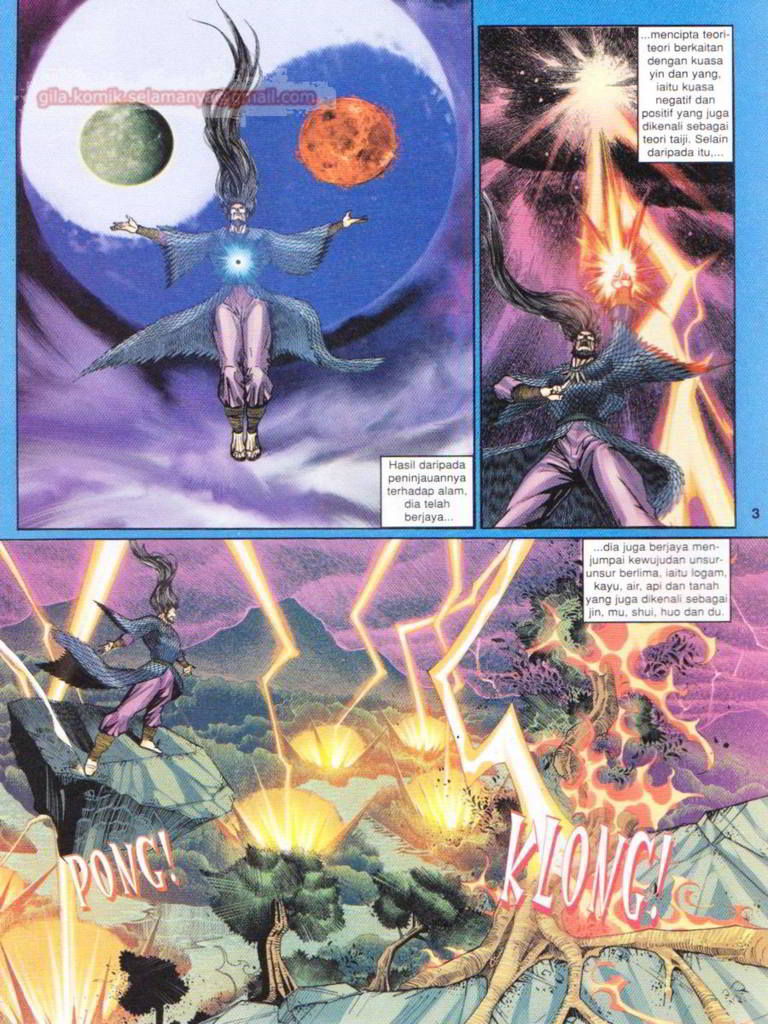 gila.komik.selamanya@gmail.com
Hasil daripada
peninjauannya
terhadap alam,
dia telah
berjaya...
...mencipta teori-
teori berkaitan
dengan kuasa
yin dan yang,
iaitu kuasa
negatif dan
positif yang juga
dikenali sebagai
teori taiji. Selain
daripada itu,...
3
...dia juga berjaya men-
jumpai kewujudan unsur-
unsur berlima, iaitu logam,
kayu, air, api dan tanah
yang juga dikenali sebagai
jin, mu, shui, huo dan du.
PONG!
KLONG!